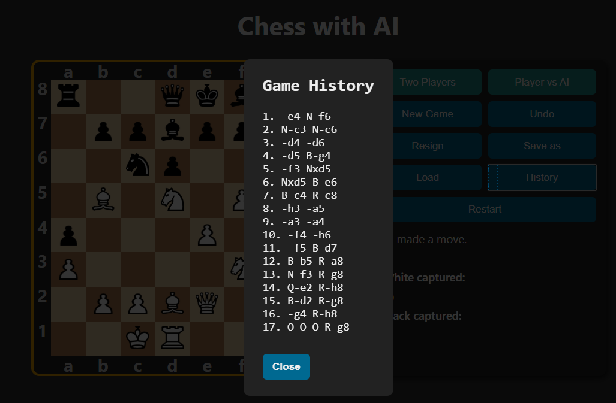 Chess with AI
a b c d e f
8
7
6
5
4
3
2
1
a b c d e f
Game History
1. -e4 N-f6
2. N-c3 N-c6
3. -d4 -d6
4. -d5 B-g4
5. -f3 Nxd5
6. Nxd5 B-e6
7. B-c4 R-c8
8. -h3 -a5
9. -a3 -a4
10. -f4 -h6
11. -f5 B-d7
12. B-b5 R-a8
13. N-f3 R-g8
14. Q-e2 R-h8
15. B-d2 R-g8
16. -g4 R-h8
17. O-O-O R-g8
Close
Two Players Player vs AI
New Game Undo
Resign Save as
Load History
Restart
made a move.
hite captured:
ack captured: